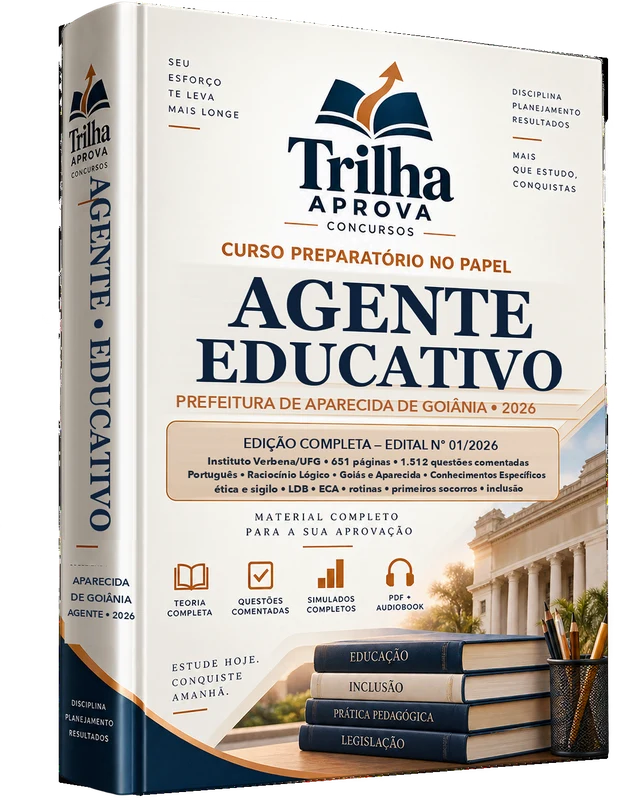 Trilha
APROVA
CONCURSOS
AGENTE • EDUCATIVO
APARECIDA
DE GOIÂNIA
AGENTE • 2026
DISCIPLINA
PLANEJAMENTO
RESULTADOS
SEU
ESFORÇO
TE LEVA
MAIS LONGE
Trilha
APROVA
CONCURSOS
DISCIPLINA
PLANEJAMENTO
RESULTADOS
MAIS
QUE ESTUDO,
CONQUISTAS
CURSO PREPARATÓRIO NO PAPEL
AGENTE
EDUCATIVO
PREFEITURA DE APARECIDA DE GOIÂNIA • 2026
EDIÇÃO COMPLETA – EDITAL Nº 01/2026
Instituto Verbena/UFG • 651 páginas • 1.512 questões comentadas
Português • Raciocínio Lógico • Goiás e Aparecida • Conhecimentos Específicos
ética e sigilo • LDB • ECA • rotinas • primeiros socorros • inclusão
MATERIAL COMPLETO
PARA A SUA APROVAÇÃO
TEORIA
COMPLETA
QUESTÕES
COMENTADAS
SIMULADOS
COMPLETOS
PDF +
AUDIOBOOK
ESTUDE HOJE.
CONQUISTE
AMANHÃ.
EDUCAÇÃO
INCLUSÃO
PRÁTICA PEDAGÓGICA
LEGISLAÇÃO